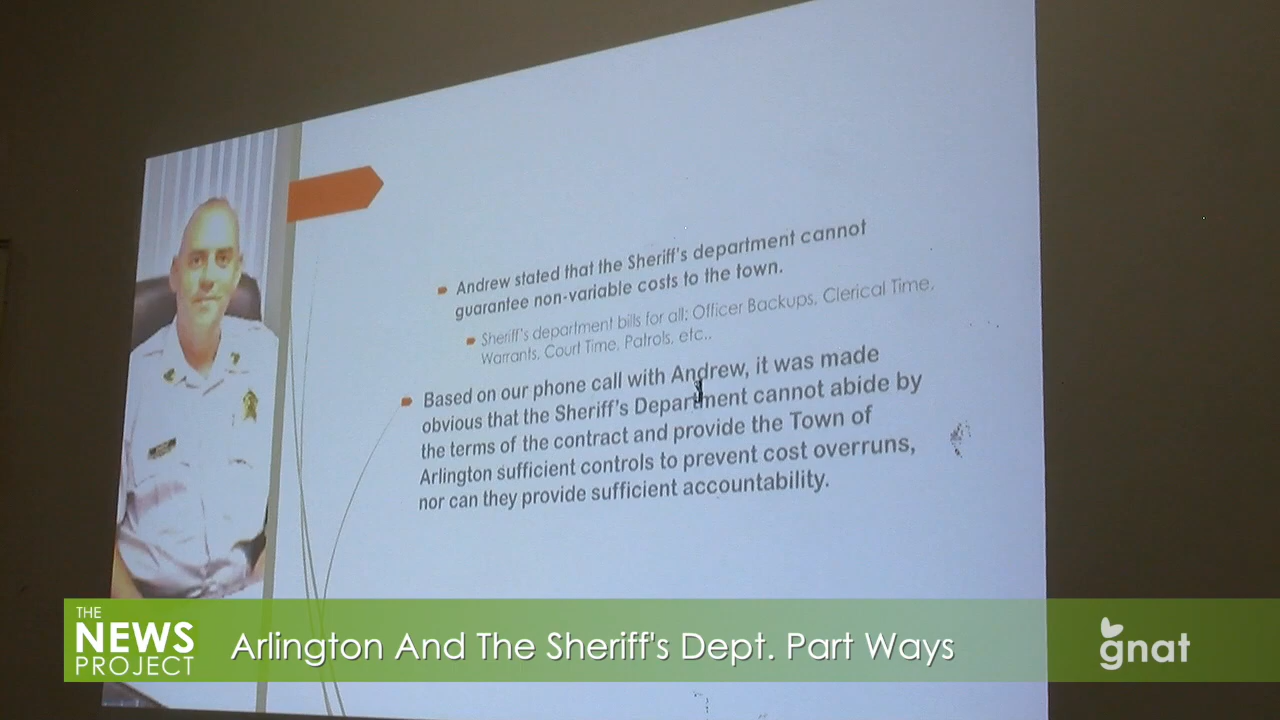 Andrew stated that the Sheriff's department cannot
guarantee non-variable costs to the town.
Sheriff's department bills for all: Officer Backups, Clerical Time,
Warrants, Court Time, Patrols, etc..
Based on our phone call with Andrew, it was made
obvious that the Sheriff's Department cannot abide by
the terms of the contract and provide the Town of
Arlington sufficient controls to prevent cost overruns,
nor can they provide sufficient accountability.
THE
NEWS
PROJECT
Arlington And The Sheriff's Dept. Part Ways
gnat